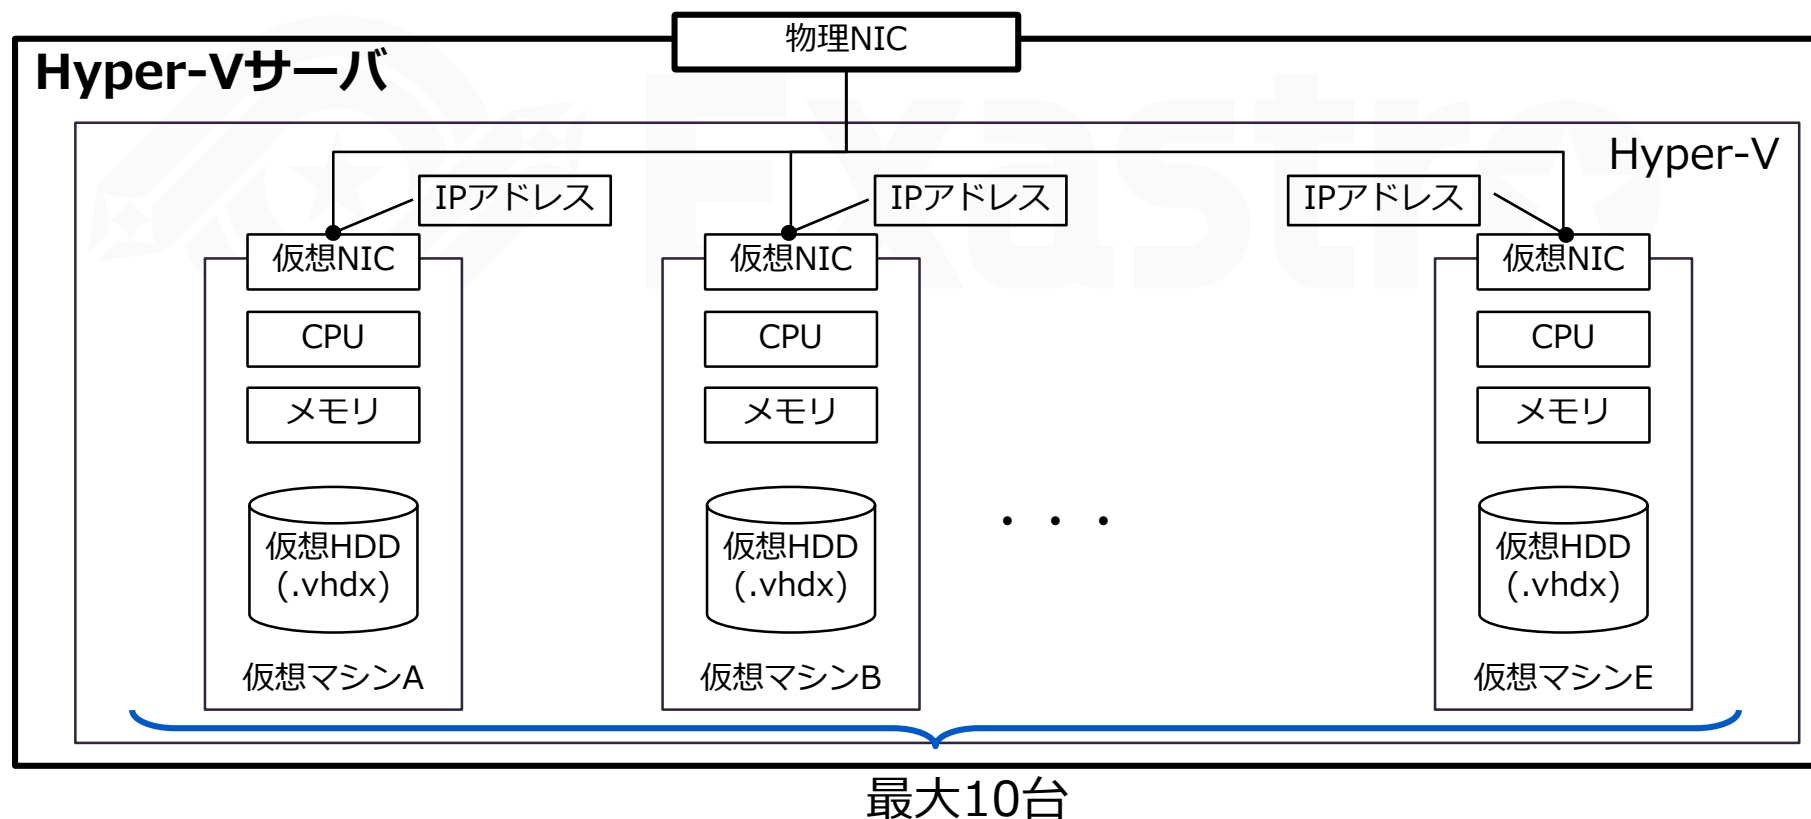 物理NIC
Hyper-Vサーバ
Exastro
Hyper-V
IPアドレス
IPアドレス
IPアドレス
仮想NIC
仮想NIC
仮想NIC
CPU
CPU
CPU
メモリ
メモリ
メモリ
仮想HDD
(.vhdx)
仮想HDD
(.vhdx)
・・・
仮想HDD
(.vhdx)
仮想マシンA
仮想マシンB
仮想マシンE
最大10台